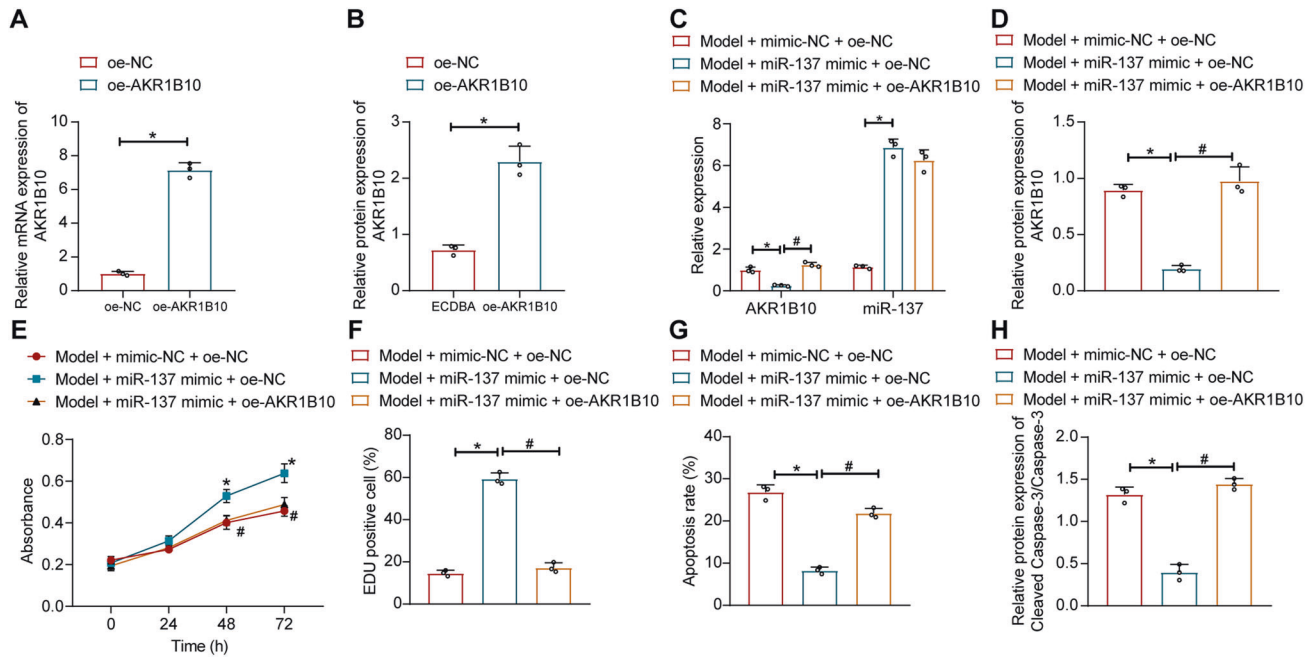 A
oe-NC
oe-AKR1B10
Relative mRNA expression of
AKR1B10
10
8
6
4
2
0
*
oe-NC
oe-AKR1B10
B
oe-NC
oe-AKR1B10
Relative protein expression of
AKR1B10
3
2
1
0
*
ECDBA
oe-AKR1B10
C
Model + mimic-NC + oe-NC
Model + miR-137 mimic + oe-NC
Model + miR-137 mimic + oe-AKR1B10
Relative expression
8
6
4
2
0
*
#
*
AKR1B10
miR-137
D
Model + mimic-NC + oe-NC
Model + miR-137 mimic + oe-NC
Model + miR-137 mimic + oe-AKR1B10
Relative protein expression of
AKR1B10
1.5
1.0
0.5
0.0
*
#
E
Model + mimic-NC + oe-NC
Model + miR-137 mimic + oe-NC
Model + miR-137 mimic + oe-AKR1B10
Absorbance
0.8
0.6
0.4
0.2
0.0
*
*
#
#
0
24
48
72
Time (h)
F
Model + mimic-NC + oe-NC
Model + miR-137 mimic + oe-NC
Model + miR-137 mimic + oe-AKR1B10
EDU positive cell (%)
80
60
40
20
0
*
#
G
Model + mimic-NC + oe-NC
Model + miR-137 mimic + oe-NC
Model + miR-137 mimic + oe-AKR1B10
Apoptosis rate (%)
40
30
20
10
0
*
#
H
Model + mimic-NC + oe-NC
Model + miR-137 mimic + oe-NC
Model + miR-137 mimic + oe-AKR1B10
Relative protein expression of
Cleaved Caspase-3/Caspase-3
2.0
1.5
1.0
0.5
0.0
*
#